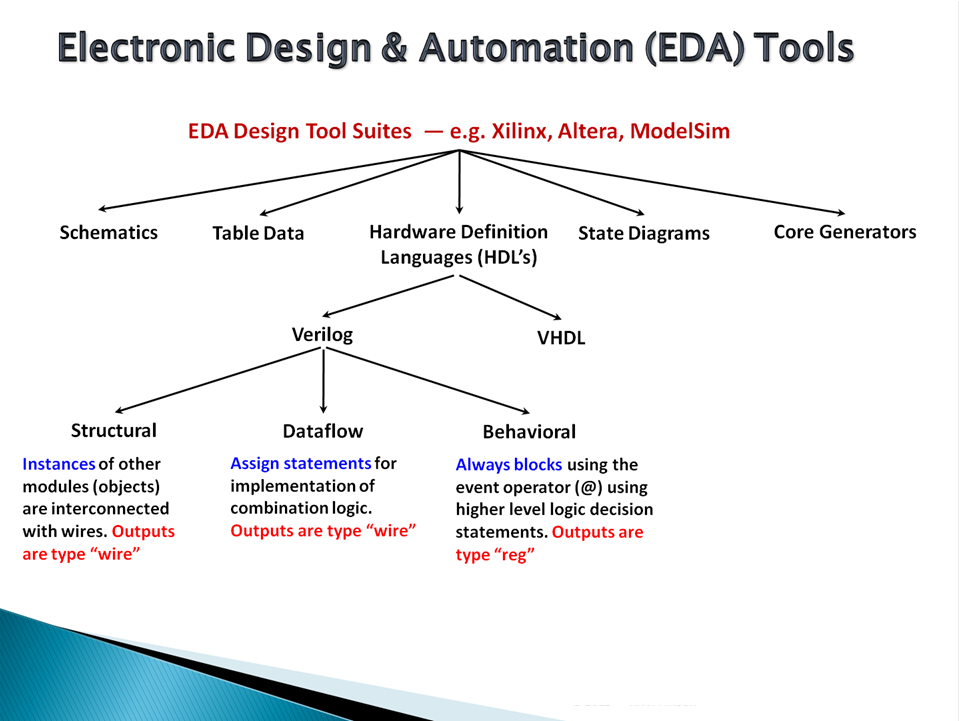 Electronic Design & Automation (EDA) Tools
EDA Design Tool Suites — e.g. Xilinx, Altera, ModelSim
Schematics
Table Data
Hardware Definition
Languages (HDL’s)
State Diagrams
Core Generators
Verilog
VHDL
Structural
Instances of other
modules (objects)
are interconnected
with wires. Outputs
are type “wire”
Dataflow
Assign statements for
implementation of
combination logic.
Outputs are type “wire”
Behavioral
Always blocks using the
event operator (@) using
higher level logic decision
statements. Outputs are
type “reg”